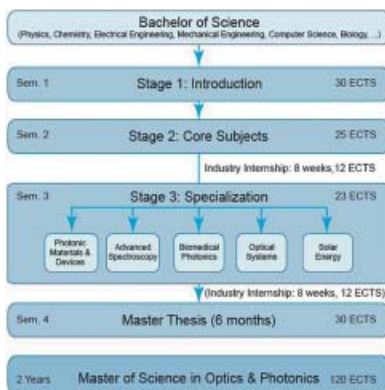 Bachelor of Science
(Physics, Chemistry, Electrical Engineering, Mechanical Engineering, Computer Science, Biology, ...)
Sem. 1 Stage 1: Introduction 30 ECTS
Sem. 2 Stage 2: Core Subjects 25 ECTS
Industry Internship: 8 weeks,12 ECTS
Sem. 3 Stage 3: Specialization 23 ECTS
Photonic
Materials &
Devices
Advanced
Spectroscopy
Biomedical
Photonics
Optical
Systems
Solar
Energy
(Industry Internship: 8 weeks, 12 ECTS)
Sem. 4 Master Thesis (6 months) 30 ECTS
2 Years Master of Science in Optics & Photonics 120 ECTS